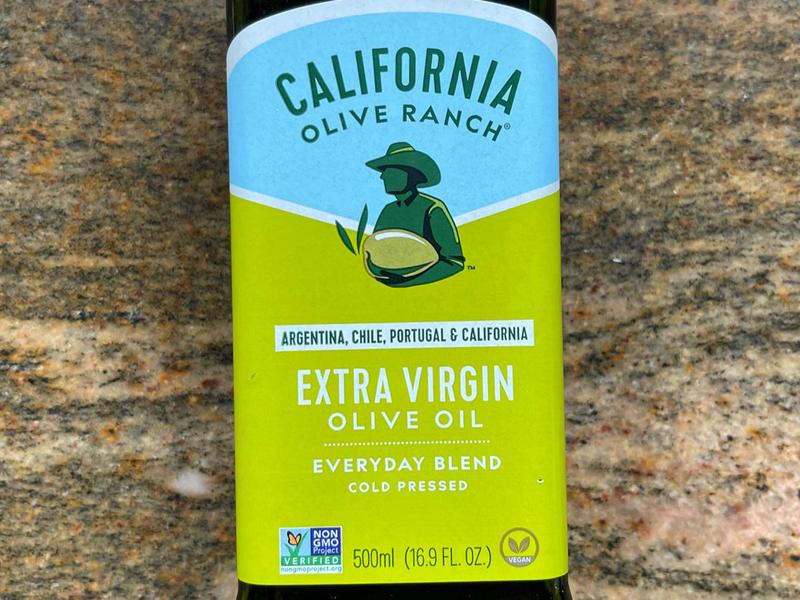 CALIFORNIA
OLIVE RANCH®
™
ARGENTINA, CHILE, PORTUGAL & CALIFORNIA
EXTRA VIRGIN
OLIVE OIL
EVERYDAY BLEND
COLD PRESSED
NON
GMO
Project
VERIFIED
nongmoproject.org
500ml (16.9 FL. OZ.)
VEGAN